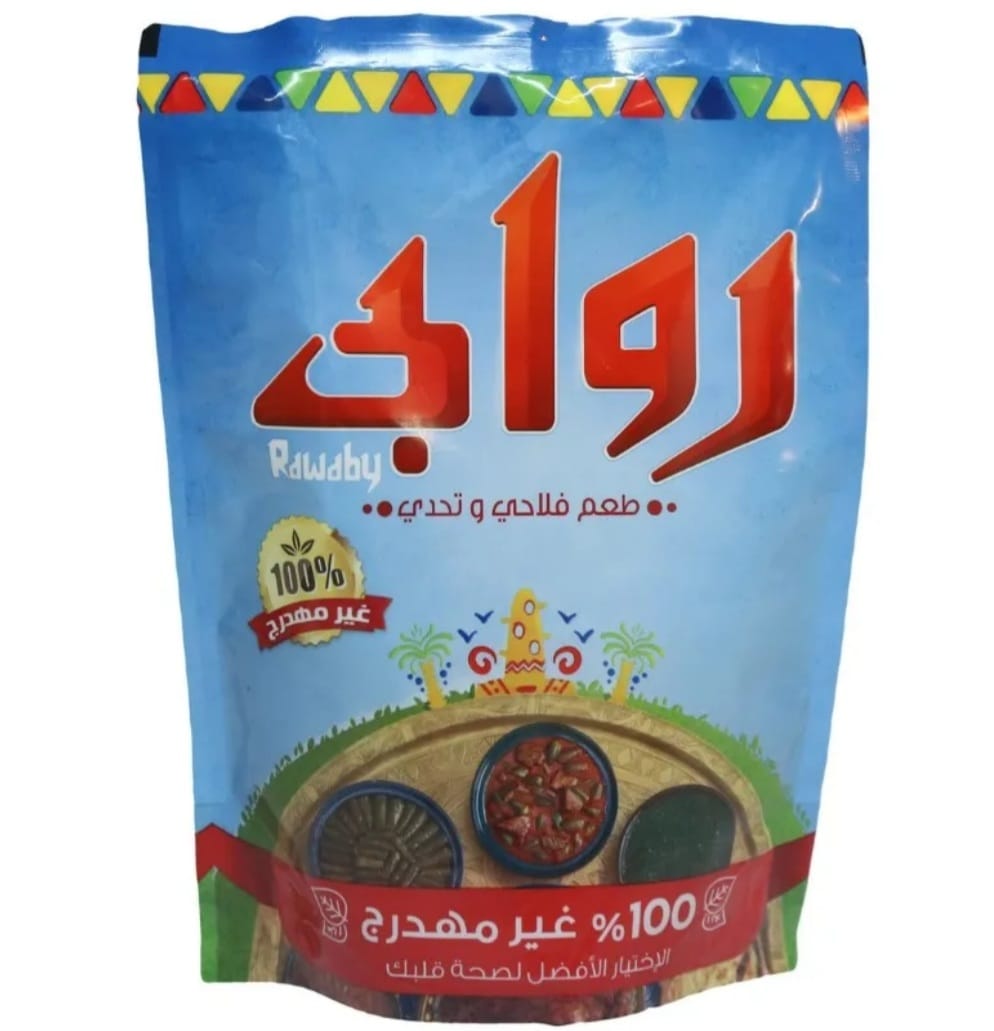 روابي
Rawaby
طعم فلاحي و تحدي
100%
غير مهدرج
100% غير مهدرج
الإختيار الأفضل لصحة قلبك